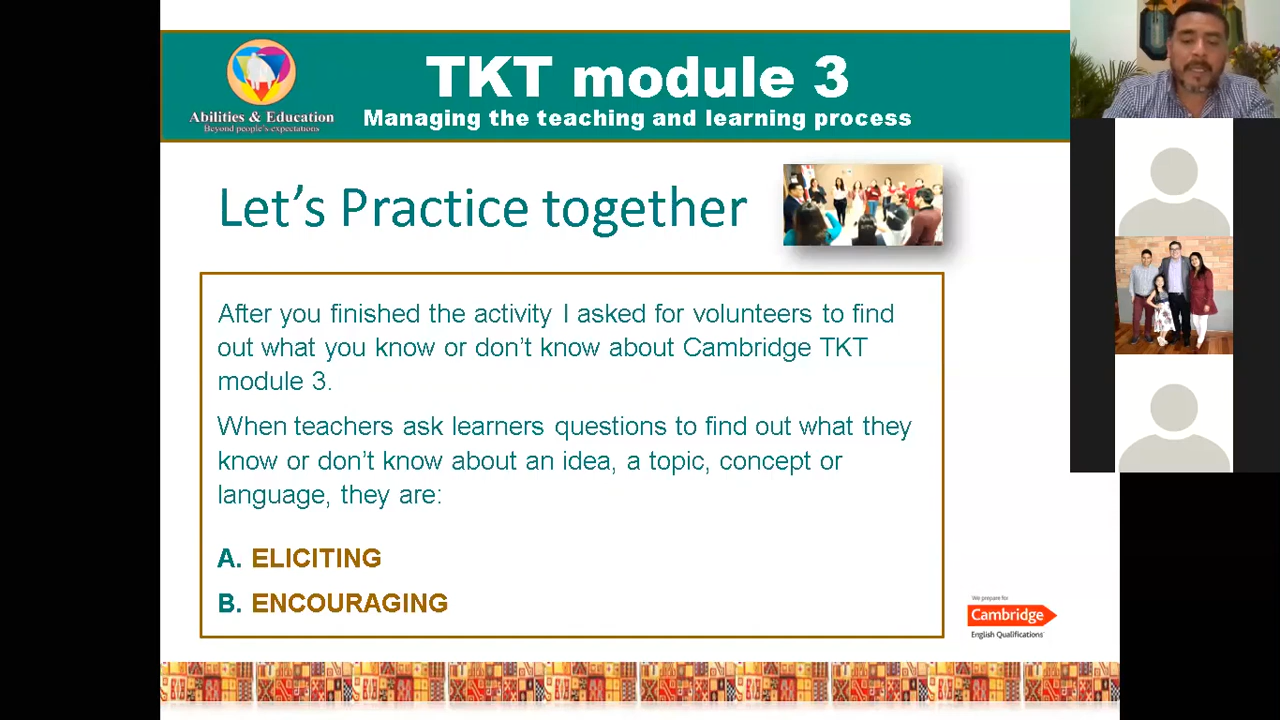 TKT module 3
Managing the teaching and learning process
Abilities & Education
Beyond people's expectations
Let's Practice together
After you finished the activity I asked for volunteers to find
out what you know or don't know about Cambridge TKT
module 3.
When teachers ask learners questions to find out what they
know or don't know about an idea, a topic, concept or
language, they are:
A. ELICITING
B. ENCOURAGING
We prepare for
Cambridge
English Qualifications